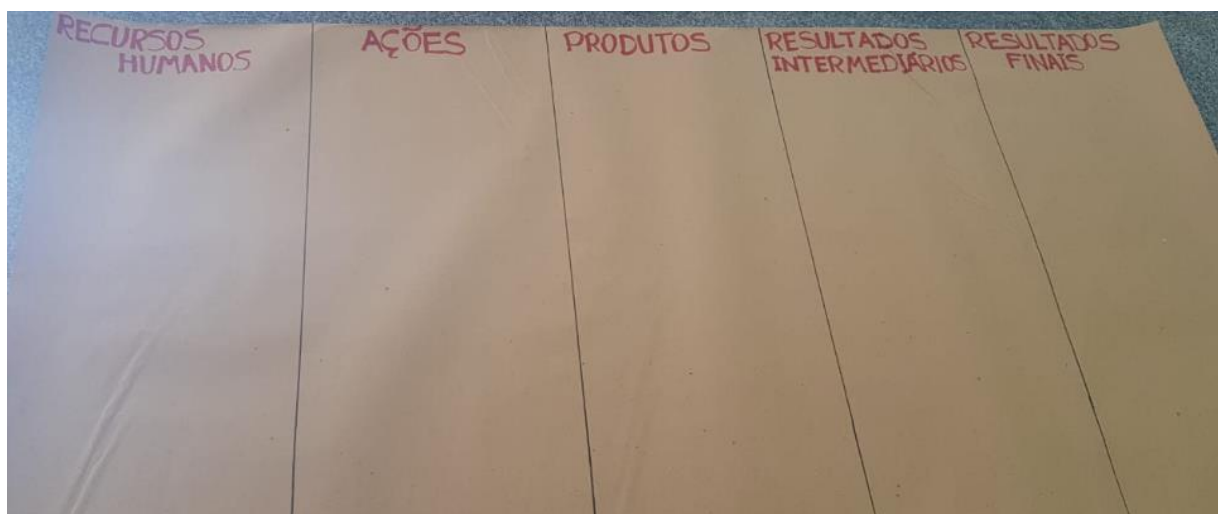 RECURSOS
HUMANOS
AÇÕES
PRODUTOS
RESULTADOS
INTERMEDIÁRIOS
RESULTADOS
FINAIS